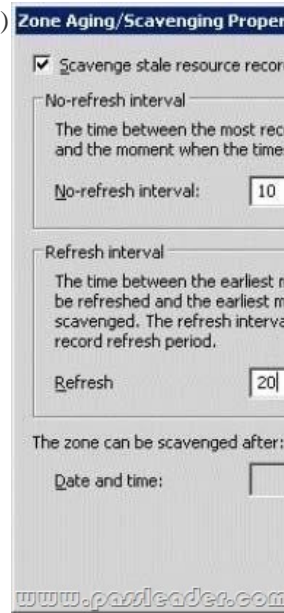 )
Zone Aging/Scavenging Proper
Scavenge stale resource recor
No-refresh interval
The time between the most rec
and the moment when the time
No-refresh interval:
10
Refresh interval
The time between the earliest m
be refreshed and the earliest m
scavenged. The refresh interva
record refresh period.
Refresh
20
The zone can be scavenged after:
Date and time:
www.passleader.com